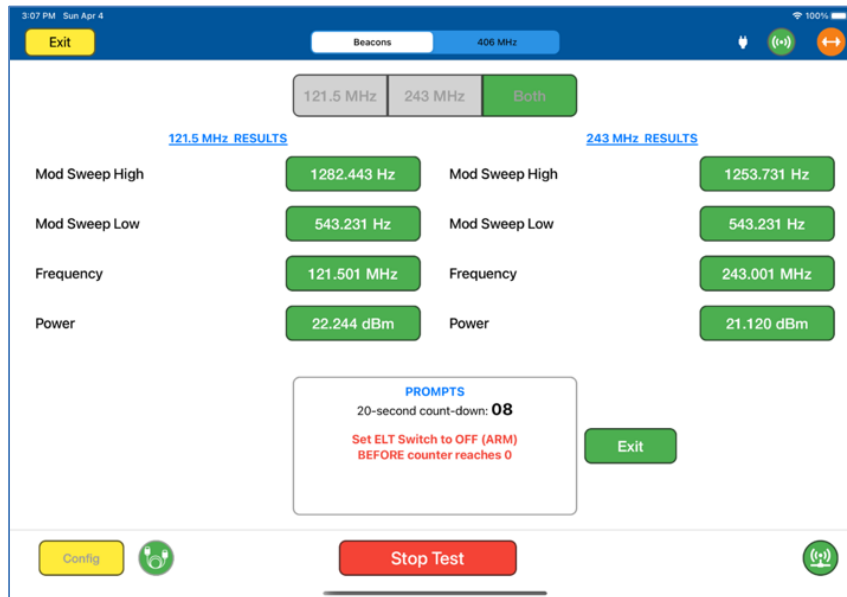 3:07 PM Sun Apr 4
100%
Exit
Beacons
406 MHz
121.5 MHz
243 MHz
Both
121.5 MHz RESULTS
243 MHz RESULTS
Mod Sweep High
1282.443 Hz
Mod Sweep High
1253.731 Hz
Mod Sweep Low
543.231 Hz
Mod Sweep Low
543.231 Hz
Frequency
121.501 MHz
Frequency
243.001 MHz
Power
22.244 dBm
Power
21.120 dBm
PROMPTS
20-second count-down: 08
Set ELT Switch to OFF (ARM)
BEFORE counter reaches 0
Exit
Config
Stop Test